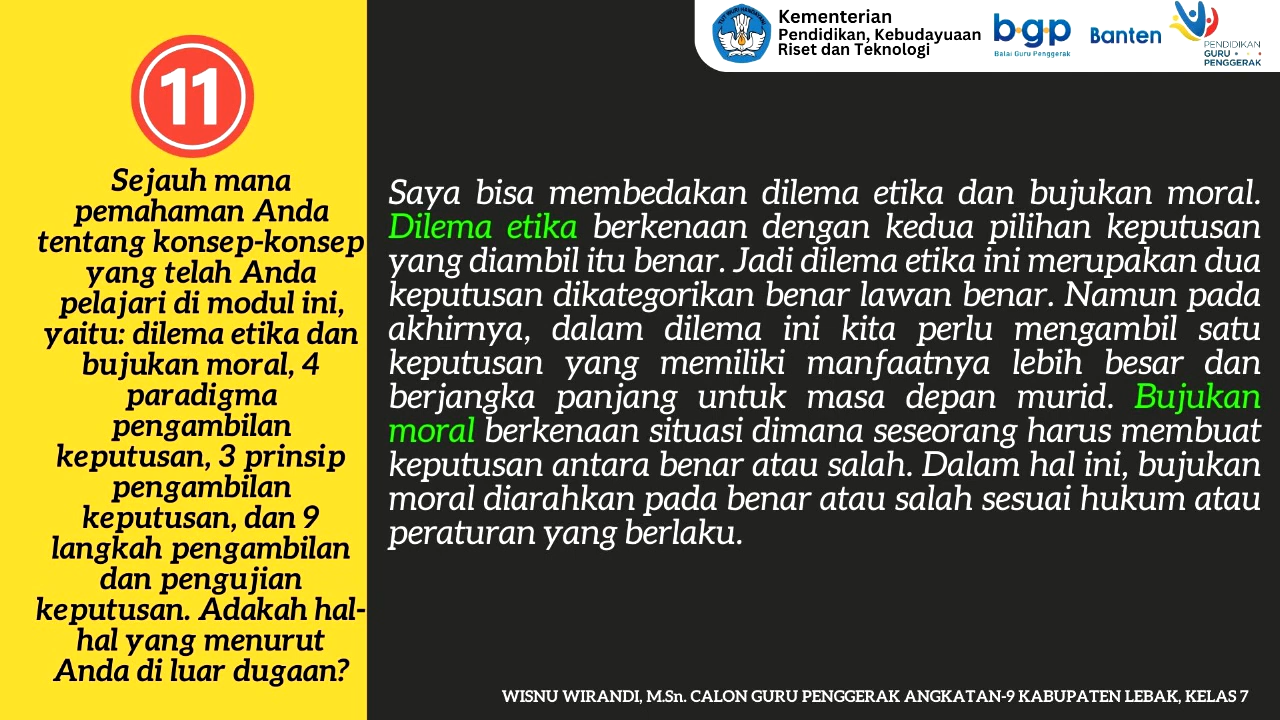 Kementerian
Pendidikan, Kebudayuaan
Riset dan Teknologi
bgp
Balai Guru Penggerak
Banten
PENDIDIKAN
GURU
PENGGERAK
11
Sejauh mana
pemahaman Anda
tentang konsep-konsep
yang telah Anda
pelajari di modul ini,
yaitu: dilema etika dan
bujukan moral, 4
paradigma
pengambilan
keputusan, 3 prinsip
pengambilan
keputusan, dan 9
langkah pengambilan
dan pengujian
keputusan. Adakah hal-
hal yang menurut
Anda di luar dugaan?
Saya bisa membedakan dilema etika dan bujukan moral.
Dilema etika berkenaan dengan kedua pilihan keputusan
yang diambil itu benar. Jadi dilema etika ini merupakan dua
keputusan dikategorikan benar lawan benar. Namun pada
akhirnya, dalam dilema ini kita perlu mengambil satu
keputusan yang memiliki manfaatnya lebih besar dan
berjangka panjang untuk masa depan murid. Bujukan
moral berkenaan situasi dimana seseorang harus membuat
keputusan antara benar atau salah. Dalam hal ini, bujukan
moral diarahkan pada benar atau salah sesuai hukum atau
peraturan yang berlaku.
WISNU WIRANDI, M.Sn. CALON GURU PENGGERAK ANGKATAN-9 KABUPATEN LEBAK, KELAS 7